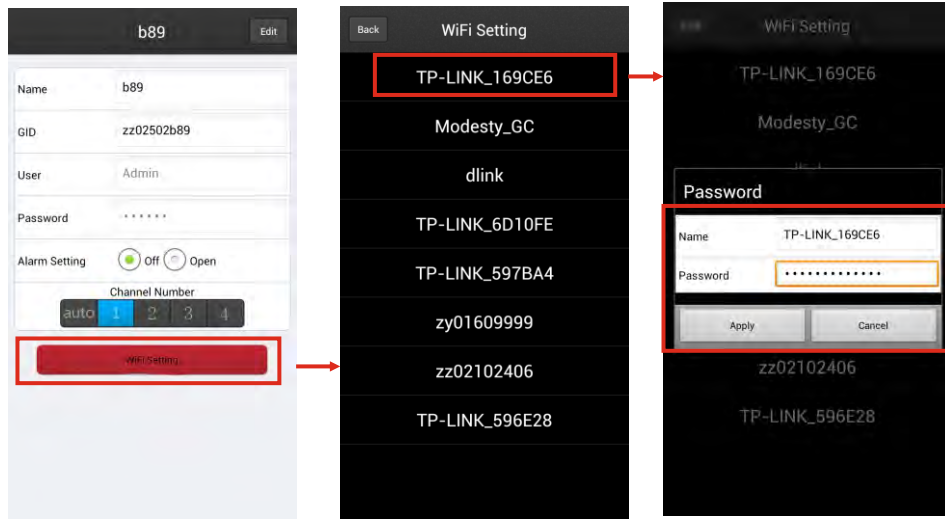 b89 Edit
Name b89
GID zz02502b89
User Admin
Password ······
Alarm Setting Off Open
Channel Number
auto 1 2 3 4
WiFi Setting
Back WiFi Setting
TP-LINK_169CE6
Modesty_GC
dlink
TP-LINK_6D10FE
TP-LINK_597BA4
zy01609999
zz02102406
TP-LINK_596E28
WiFi Setting
TP-LINK_169CE6
Modesty_GC
Password
Name TP-LINK_169CE6
Password ·············
Apply Cancel
zz02102406
TP-LINK_596E28